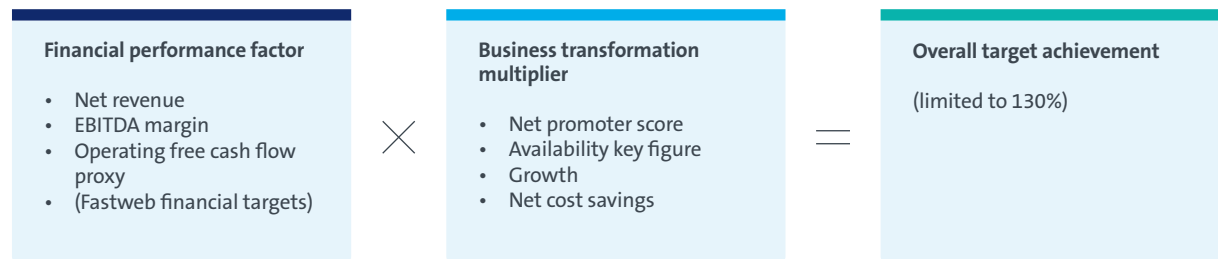 Financial performance factor
• Net revenue
• EBITDA margin
• Operating free cash flow
proxy
• (Fastweb financial targets)
×
Business transformation
multiplier
• Net promoter score
• Availability key figure
• Growth
• Net cost savings
=
Overall target achievement
(limited to 130%)